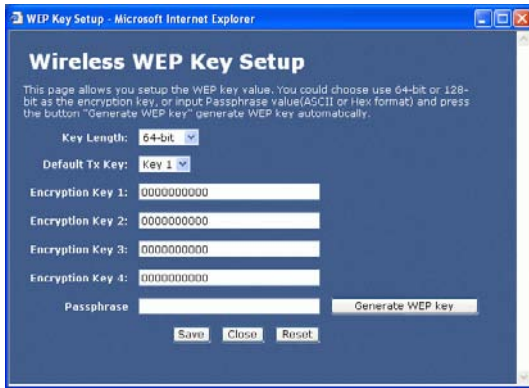 WEP Key Setup - Microsoft Internet Explorer
Wireless WEP Key Setup
This page allows you setup the WEP key value. You could choose use 64-bit or 128-
bit as the encryption key, or input Passphrase value(ASCII or Hex format) and press
the button "Generate WEP key" generate WEP key automatically.
Key Length: 64-bit
Default Tx Key: Key 1
Encryption Key 1: 0000000000
Encryption Key 2: 0000000000
Encryption Key 3: 0000000000
Encryption Key 4: 0000000000
Passphrase Generate WEP key
Save Close Reset